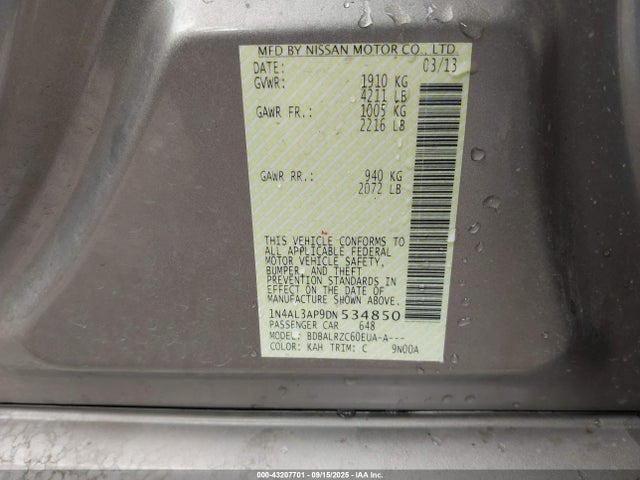 MFD BY NISSAN MOTOR CO., LTD.
DATE: 03/13
GVWR: 1910 KG
4211 LB
GAWR FR.: 1005 KG
2216 LB
GAWR RR.: 940 KG
2072 LB
THIS VEHICLE CONFORMS TO
ALL APPLICABLE FEDERAL
MOTOR VEHICLE SAFETY,
BUMPER, AND THEFT
PREVENTION STANDARDS IN
EFFECT ON THE DATE OF
MANUFACTURE SHOWN ABOVE.
1N4AL3AP9DN534850
PASSENGER CAR 648
MODEL: BDBALRZC60EUA-A---
COLOR: KAH TRIM: C 9N00A
000-43207701 - 09/15/2025 - IAA Inc.